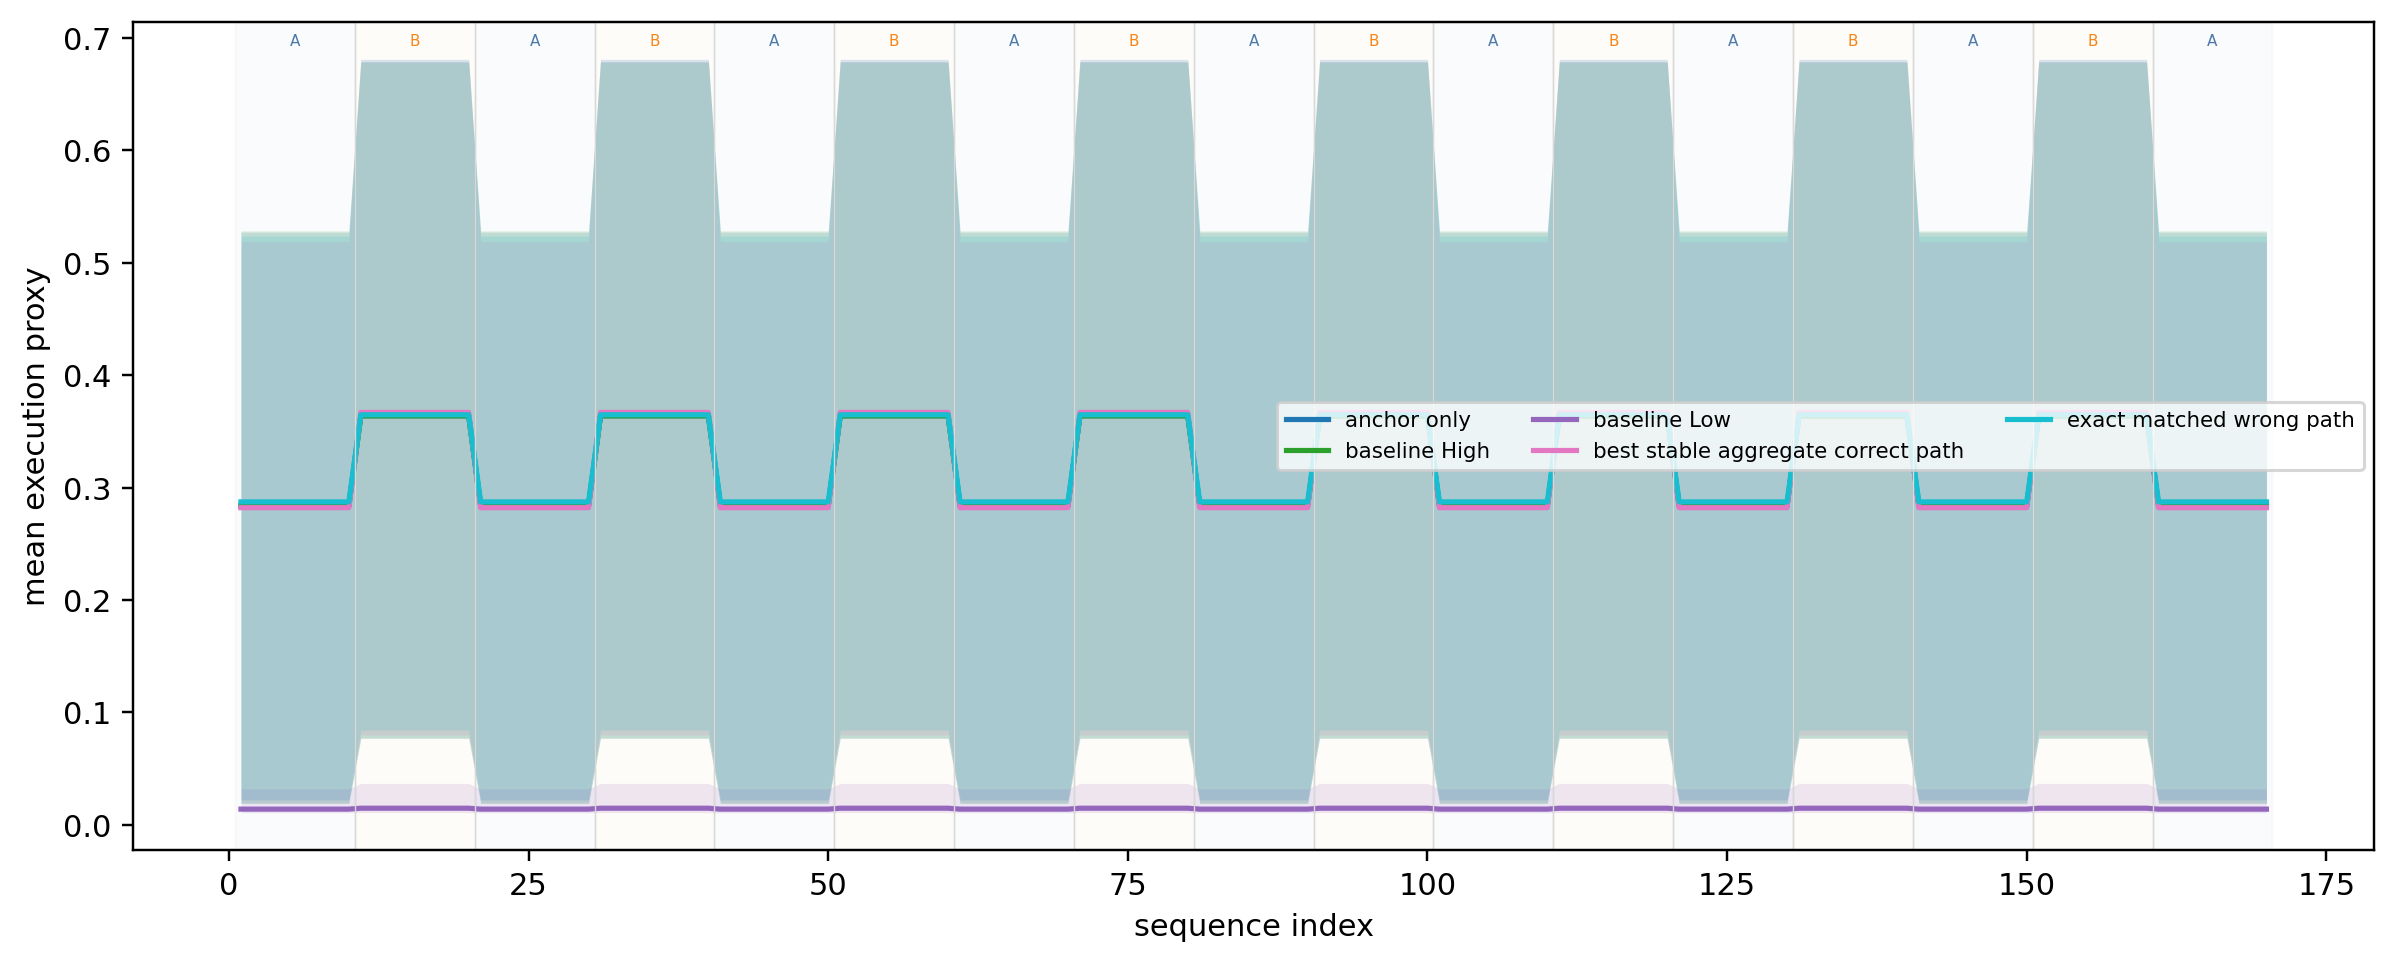 A B A B A B A B A B A B A B A B A
0.7
0.6
0.5
0.4
0.3
0.2
0.1
0.0
mean execution proxy
anchor only
baseline High
baseline Low
best stable aggregate correct path
exact matched wrong path
0 25 50 75 100 125 150 175
sequence index